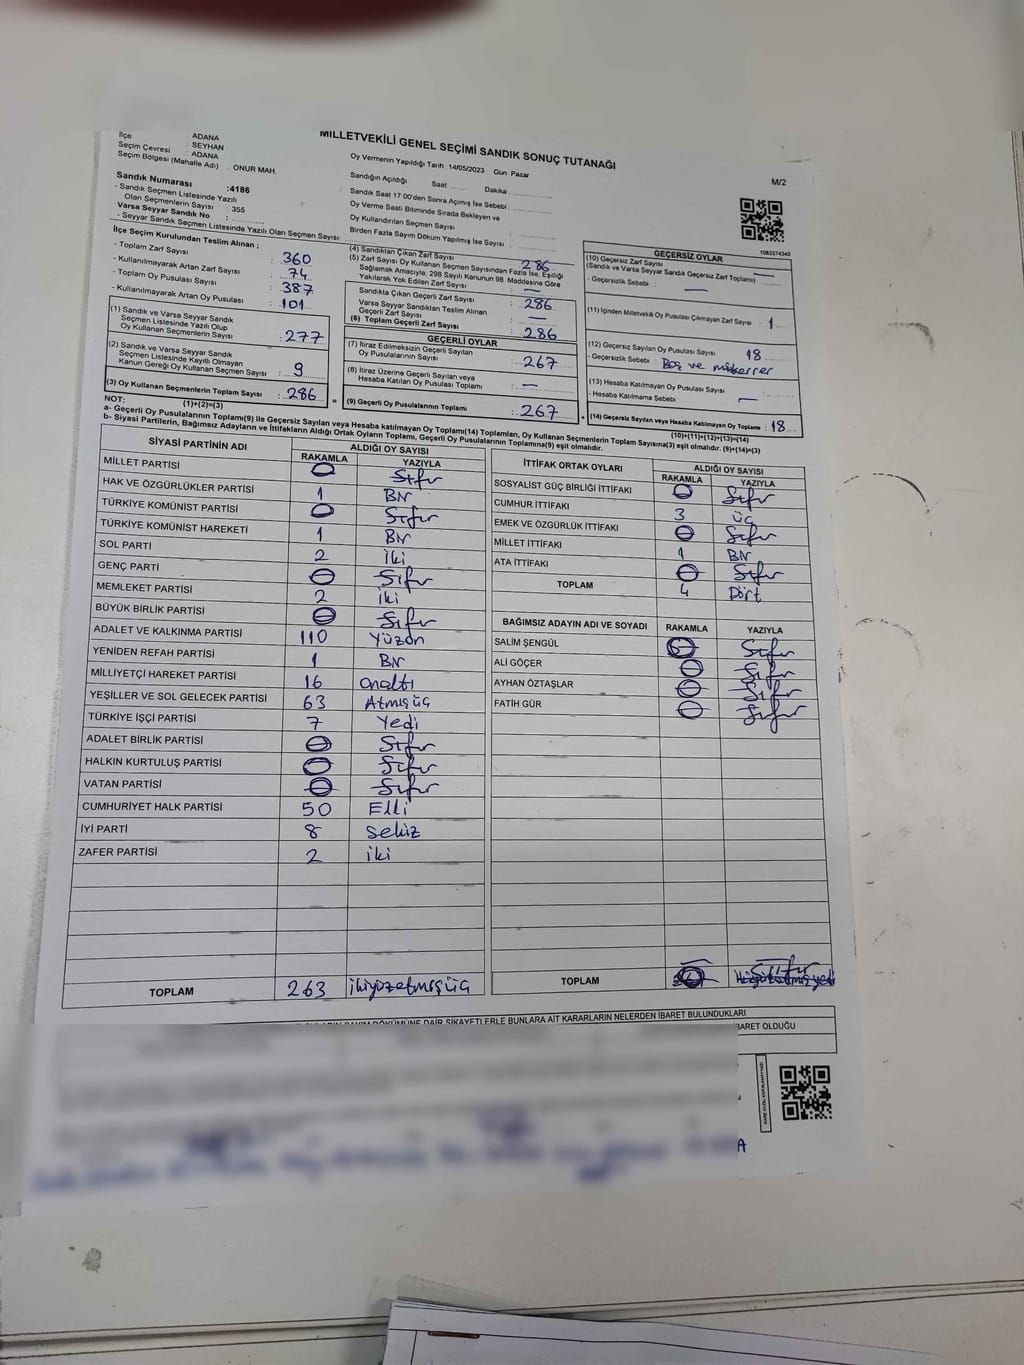 MİLLETVEKİLİ GENEL SEÇİMİ SANDIK SONUÇ TUTANAĞI
M/2
İlçe ADANA
Seçim Çevresi : SEYHAN
Seçim Bölgesi (Mahalle Adı) : ADANA
: ONUR MAH.
Sandık Numarası :4186
- Sandık Seçmen Listesinde Yazılı
Olan Seçmenlerin Sayısı : 355
Varsa Seyyar Sandık No :
- Seyyar Sandık Seçmen Listesinde Yazılı Olan Seçmen Sayısı:
Oy Vermenin Yapıldığı Tarih :14/05/2023 Gün Pazar
Sandığın Açıldığı Saat: Dakika
Sandık Saat 17 00'den Sonra Açımış İse Sebebi :
Oy Verme Saati Bitiminde Sırada Bekleyen ve
Oy Kullandırılan Seçmen Sayısı :
Birden Fazla Sayım Döküm Yapılmış İse Sayısı :
1083574340
İlçe Seçim Kurulundan Teslim Alınan ;
- Toplam Zarf Sayısı : 360
- Kullanılmayarak Artan Zarf Sayısı : 74
- Toplam Oy Pusulası Sayısı : 387
- Kullanılmayarak Artan Oy Pusulası : 101
(1) Sandık ve Varsa Seyyar Sandık
Seçmen Listesinde Yazılı Olup
Oy Kullanan Seçmenlerin Sayısı : 277
(2) Sandık ve Varsa Seyyar Sandık
Seçmen Listesinde Kayıtlı Olmayan
Kanun Gereği Oy Kullanan Seçmen Sayısı : 9
(3) Oy Kullanan Seçmenlerin Toplam Sayısı : 286
(1)+(2)=(3)
(4) Sandıktan Çıkan Zarf Sayısı : 286
(5) Zarf Sayısı Oy Kullanan Seçmen Sayısından Fazla İse, Eşitliği
Sağlamak Amacıyla, 298 Sayılı Kanunun 98. Maddesine Göre
Yakılarak Yok Edilen Zarf Sayısı : —
Sandıkta Çıkan Geçerli Zarf Sayısı : 286
Varsa Seyyar Sandıktan Teslim Alınan
Geçerli Zarf Sayısı : —
(6) Toplam Geçerli Zarf Sayısı : 286
GEÇERLİ OYLAR
(7) İtiraz Edilmeksizin Geçerli Sayılan
Oy Pusulalarının Sayısı : 267
(8) İtiraz Üzerine Geçerli Sayılan veya
Hesaba Katılan Oy Pusulası Toplamı : —
= (9) Geçerli Oy Pusulalarının Toplamı : 267
GEÇERSİZ OYLAR
(10) Geçersiz Zarf Sayısı
(Sandık ve Varsa Seyyar Sandık Geçersiz Zarf Toplamı) : —
- Geçersizlik Sebebi : —
(11) İçinden Milletvekili Oy Pusulası Çıkmayan Zarf Sayısı : 1
(12) Geçersiz Sayılan Oy Pusulası Sayısı : 18
- Geçersizlik Sebebi : Boş ve mükerrer
(13) Hesaba Katılmayan Oy Pusulası Sayısı :
- Hesaba Katılmama Sebebi : —
+ (14) Geçersiz Sayılan veya Hesaba Katılmayan Oy Toplamı : 18
(10)+(11)+(12)+(13)=(14)
NOT:
a- Geçerli Oy Pusulalarının Toplamı(9) ile Geçersiz Sayılan veya Hesaba katılmayan Oy Toplamı(14) Toplamları, Oy Kullanan Seçmenlerin Toplam Sayısına(3) eşit olmalıdır. (9)+(14)=(3)
b- Siyasi Partilerin, Bağımsız Adayların ve İttifakların Aldığı Ortak Oyların Toplamı, Geçerli Oy Pusulalarının Toplamına(9) eşit olmalıdır.
SİYASİ PARTİNİN ADI ALDIĞI OY SAYISI
RAKAMLA YAZIYLA
MİLLET PARTİSİ 0 Sıfır
HAK VE ÖZGÜRLÜKLER PARTİSİ 1 Bir
TÜRKİYE KOMÜNİST PARTİSİ 0 Sıfır
TÜRKİYE KOMÜNİST HAREKETİ 1 Bir
SOL PARTİ 2 İki
GENÇ PARTİ 0 Sıfır
MEMLEKET PARTİSİ 2 İki
BÜYÜK BİRLİK PARTİSİ 0 Sıfır
ADALET VE KALKINMA PARTİSİ 110 Yüzon
YENİDEN REFAH PARTİSİ 1 Bir
MİLLİYETÇİ HAREKET PARTİSİ 16 Onaltı
YEŞİLLER VE SOL GELECEK PARTİSİ 63 Atmışüç
TÜRKİYE İŞÇİ PARTİSİ 7 Yedi
ADALET BİRLİK PARTİSİ 0 Sıfır
HALKIN KURTULUŞ PARTİSİ 0 Sıfır
VATAN PARTİSİ 0 Sıfır
CUMHURİYET HALK PARTİSİ 50 Elli
İYİ PARTİ 8 Sekiz
ZAFER PARTİSİ 2 İki
TOPLAM 263 İkiyüzatmışüç
İTTİFAK ORTAK OYLARI ALDIĞI OY SAYISI
RAKAMLA YAZIYLA
SOSYALİST GÜÇ BİRLİĞİ İTTİFAKI 0 Sıfır
CUMHUR İTTİFAKI 3 Üç
EMEK VE ÖZGÜRLÜK İTTİFAKI 0 Sıfır
MİLLET İTTİFAKI 1 Bir
ATA İTTİFAKI 0 Sıfır
TOPLAM 4 Dört
BAĞIMSIZ ADAYIN ADI VE SOYADI RAKAMLA YAZIYLA
SALİM ŞENGÜL 0 Sıfır
ALİ GÖÇER 0 Sıfır
AYHAN ÖZTAŞLAR 0 Sıfır
FATİH GÜR 0 Sıfır
TOPLAM Sıfır
DÖKÜMÜNE DAİR ŞİKAYETLERLE BUNLARA AİT KARARLARIN NELERDEN İBARET BULUNDUKLARI
BARET OLDUĞU
A